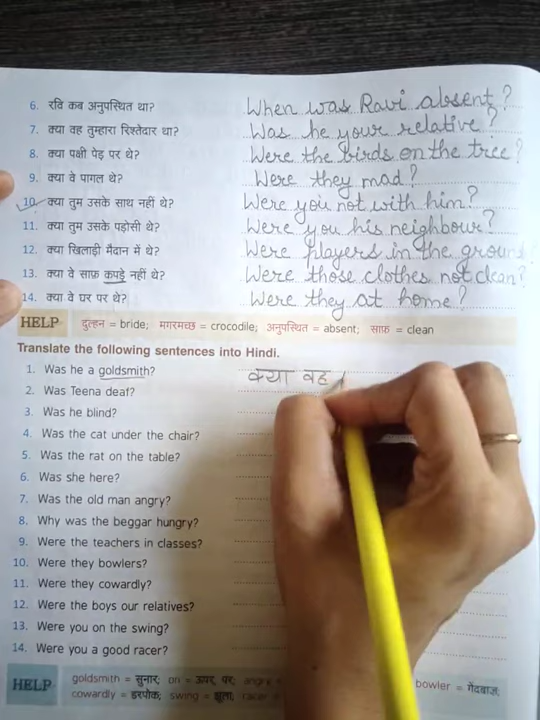 6. रवि कब अनुपस्थित था? When was Ravi absent?
7. क्या वह तुम्हारा रिश्तेदार था? Was he your relative?
8. क्या पक्षी पेड़ पर थे? Were the birds on the tree?
9. क्या वे पागल थे? Were they mad?
10. क्या तुम उसके साथ नहीं थे? Were you not with him?
11. क्या तुम उसके पड़ोसी थे? Were you his neighbour?
12. क्या खिलाड़ी मैदान में थे? Were players in the ground
13. क्या वे साफ़ कपड़े नहीं थे? Were those clothes not clean?
14. क्या वे घर पर थे? Were they at home?
HELP दुल्हन = bride; मगरमच्छ = crocodile; अनुपस्थित = absent; साफ़ = clean
Translate the following sentences into Hindi.
1. Was he a goldsmith? क्या वह
2. Was Teena deaf?
3. Was he blind?
4. Was the cat under the chair?
5. Was the rat on the table?
6. Was she here?
7. Was the old man angry?
8. Why was the beggar hungry?
9. Were the teachers in classes?
10. Were they bowlers?
11. Were they cowardly?
12. Were the boys our relatives?
13. Were you on the swing?
14. Were you a good racer?
HELP goldsmith = सुनार; on = ऊपर, पर; angry = bowler = गेंदबाज;
cowardly = डरपोक; swing = झूला; racer =